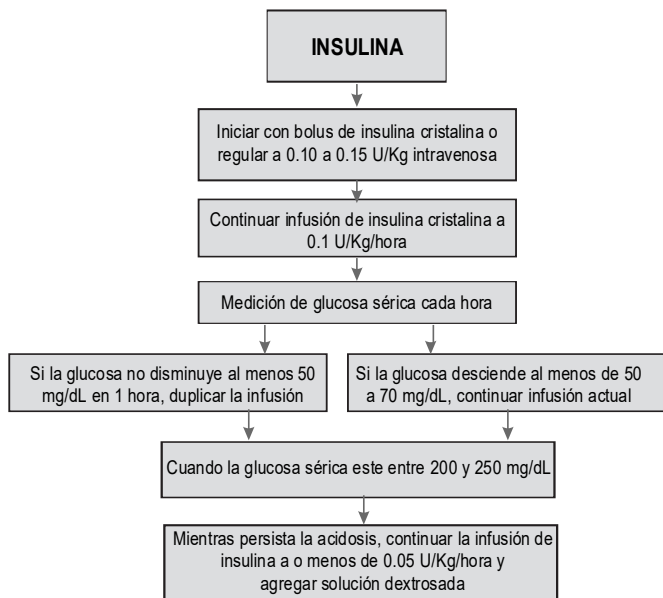 INSULINA
Iniciar con bolus de insulina cristalina o
regular a 0.10 a 0.15 U/Kg intravenosa
Continuar infusión de insulina cristalina a
0.1 U/Kg/hora
Medición de glucosa sérica cada hora
Si la glucosa no disminuye al menos 50
mg/dL en 1 hora, duplicar la infusión
Si la glucosa desciende al menos de 50
a 70 mg/dL, continuar infusión actual
Cuando la glucosa sérica este entre 200 y 250 mg/dL
Mientras persista la acidosis, continuar la infusión de
insulina a o menos de 0.05 U/Kg/hora y
agregar solución dextrosada